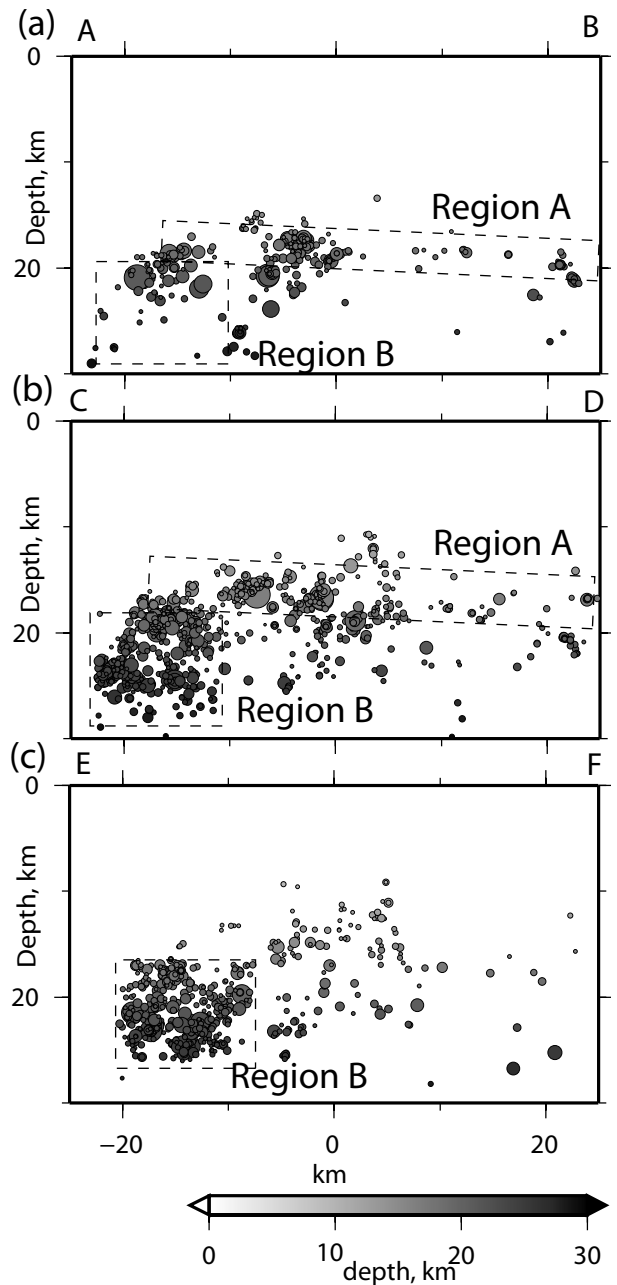 (a)
A B
0
Depth, km
Region A
20
Region B
(b)
C D
0
Depth, km
Region A
20
Region B
(c)
E F
0
Depth, km
20
Region B
−20 0 20
km
0 10 20 30
depth, km